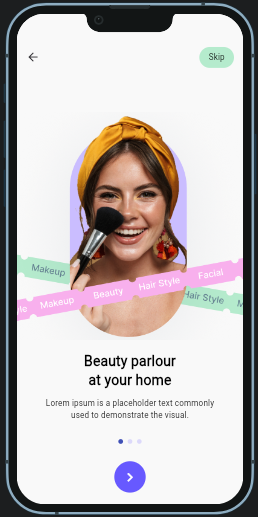 Skip
Makeup
Makeup
Beauty
Hair Style
Facial
Hair Style
Beauty parlour
at your home
Lorem ipsum is a placeholder text commonly
used to demonstrate the visual.